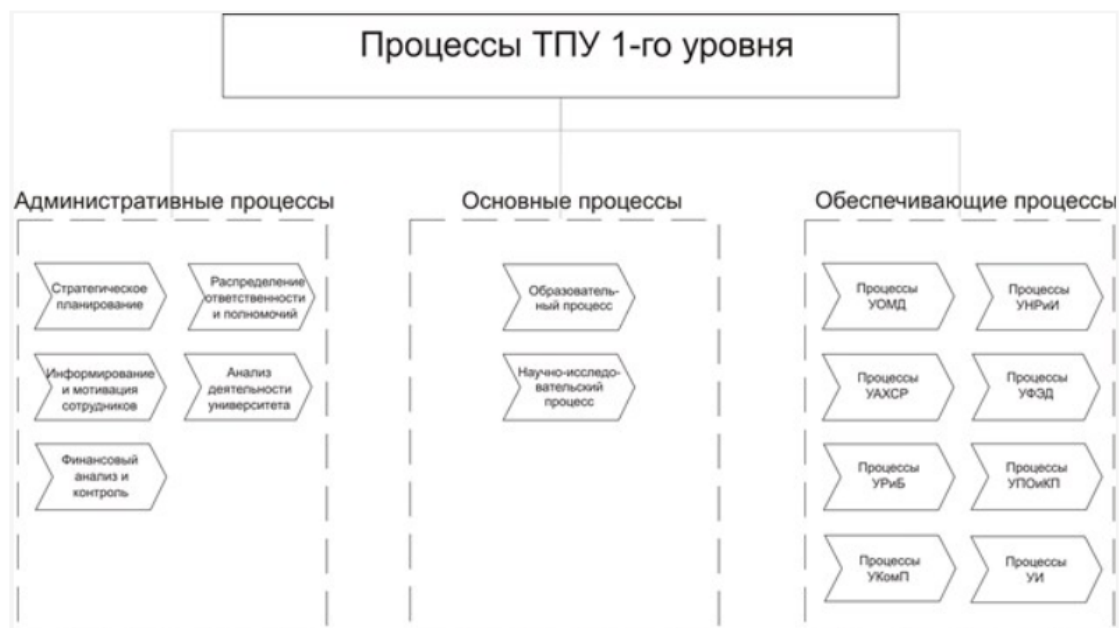 Процессы ТПУ 1-го уровня
Административные процессы
Стратегическое
планирование
Распределение
ответственности
и полномочий
Информирование
и мотивация
сотрудников
Анализ
деятельности
университета
Финансовый
анализ и
контроль
Основные процессы
Образователь-
ный процесс
Научно-исследо-
вательский
процесс
Обеспечивающие процессы
Процессы
УОМД
Процессы
УНРиИ
Процессы
УАХСР
Процессы
УФЭД
Процессы
УРиБ
Процессы
УПОиКП
Процессы
УКомП
Процессы
УИ